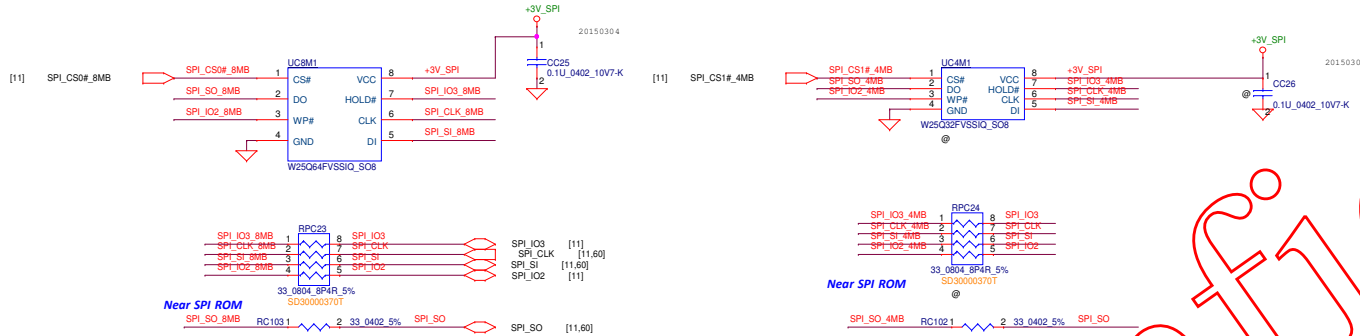 +3V_SPI
20150304
1
CC25
0.1U_0402_10V7-K
2
[11] SPI_CS0#_8MB
UC8M1
SPI_CS0#_8MB 1 CS# VCC 8 +3V_SPI
SPI_SO_8MB 2 DO HOLD# 7 SPI_IO3_8MB
SPI_IO2_8MB 3 WP# CLK 6 SPI_CLK_8MB
4 GND DI 5 SPI_SI_8MB
W25Q64FVSSIQ_SO8
RPC23
SPI_IO3_8MB 1 8 SPI_IO3 SPI_IO3 [11]
SPI_CLK_8MB 2 7 SPI_CLK SPI_CLK [11,60]
SPI_SI_8MB 3 6 SPI_SI SPI_SI [11,60]
SPI_IO2_8MB 4 5 SPI_IO2 SPI_IO2 [11]
33_0804_8P4R_5%
SD30000370T
Near SPI ROM
SPI_SO_8MB RC103 1 2 33_0402_5% SPI_SO SPI_SO [11,60]
+3V_SPI
1
CC26
@
0.1U_0402_10V7-K
2
[11] SPI_CS1#_4MB
UC4M1
SPI_CS1#_4MB 1 CS# VCC 8 +3V_SPI
SPI_SO_4MB 2 DO HOLD# 7 SPI_IO3_4MB
SPI_IO2_4MB 3 WP# CLK 6 SPI_CLK_4MB
4 GND DI 5 SPI_SI_4MB
W25Q32FVSSIQ_SO8
@
RPC24
SPI_IO3_4MB 1 8 SPI_IO3
SPI_CLK_4MB 2 7 SPI_CLK
SPI_SI_4MB 3 6 SPI_SI
SPI_IO2_4MB 4 5 SPI_IO2
33_0804_8P4R_5%
SD30000370T
@
Near SPI ROM
SPI_SO_4MB RC102 1 2 33_0402_5% SPI_SO